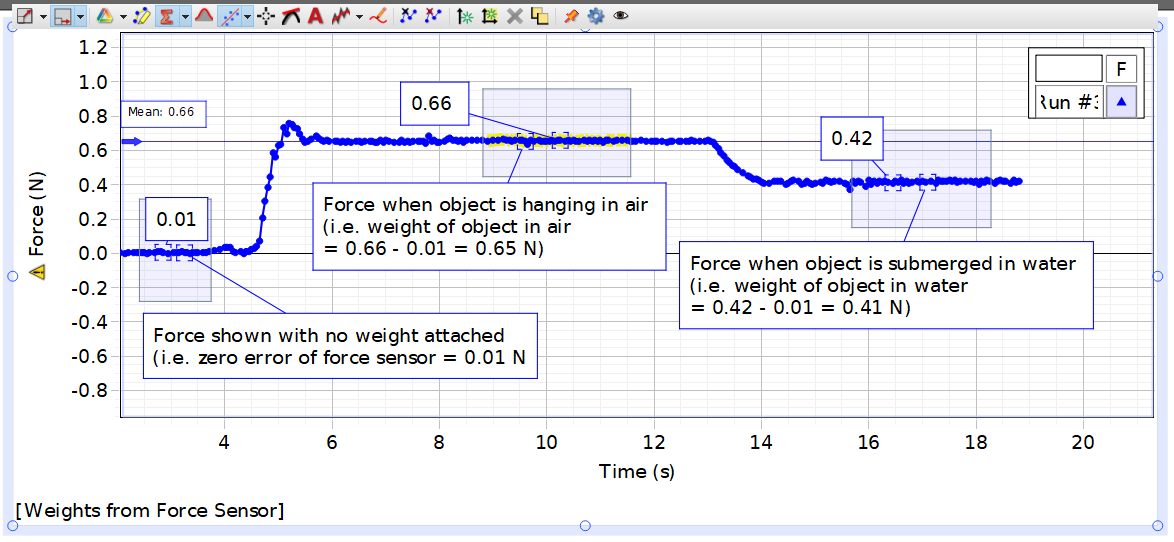 1.2
1.0
0.8
0.6
0.4
0.2
0.0
-0.2
-0.4
-0.6
-0.8
Force (N)
Mean: 0.66
0.01
0.66
0.42
F
Run #3
Force when object is hanging in air
(i.e. weight of object in air
= 0.66 - 0.01 = 0.65 N)
Force when object is submerged in water
(i.e. weight of object in water
= 0.42 - 0.01 = 0.41 N)
Force shown with no weight attached
(i.e. zero error of force sensor = 0.01 N
4 6 8 10 12 14 16 18 20
Time (s)
[Weights from Force Sensor]